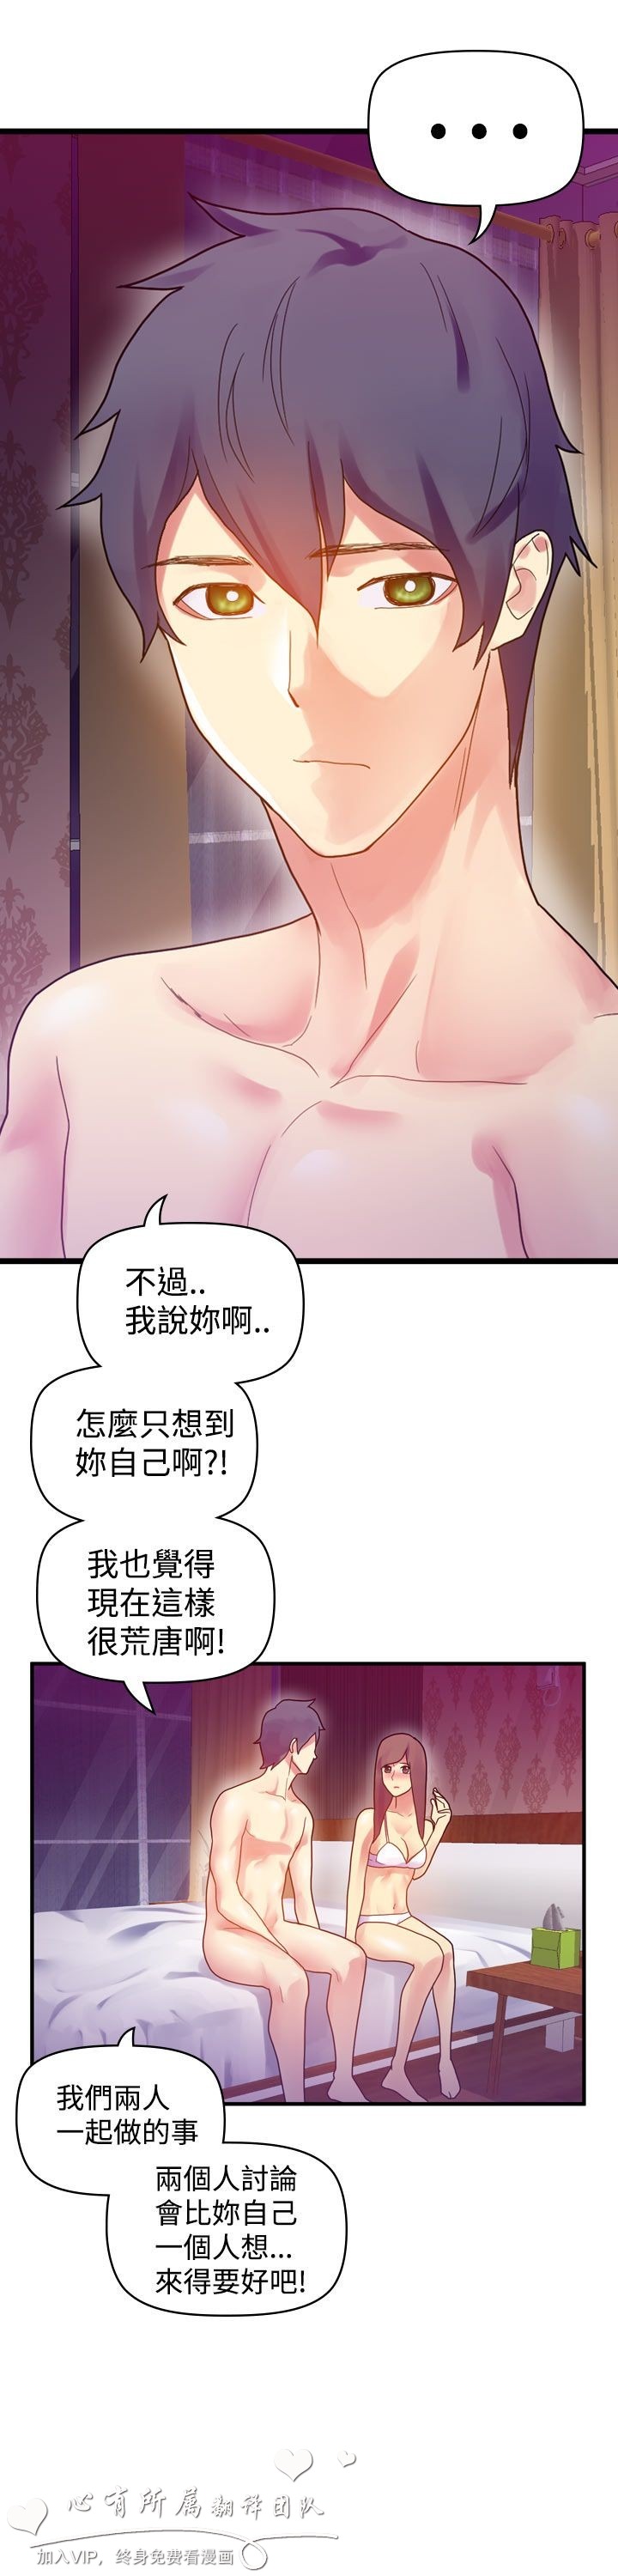 ...
不過..
我說妳啊..
怎麼只想到
妳自己啊?!
我也覺得
現在這樣
很荒唐啊!
我們兩人
一起做的事
兩個人討論
會比妳自己
一個人想...
來得要好吧!
心有所属翻译团队
加入VIP，终身免费看漫画